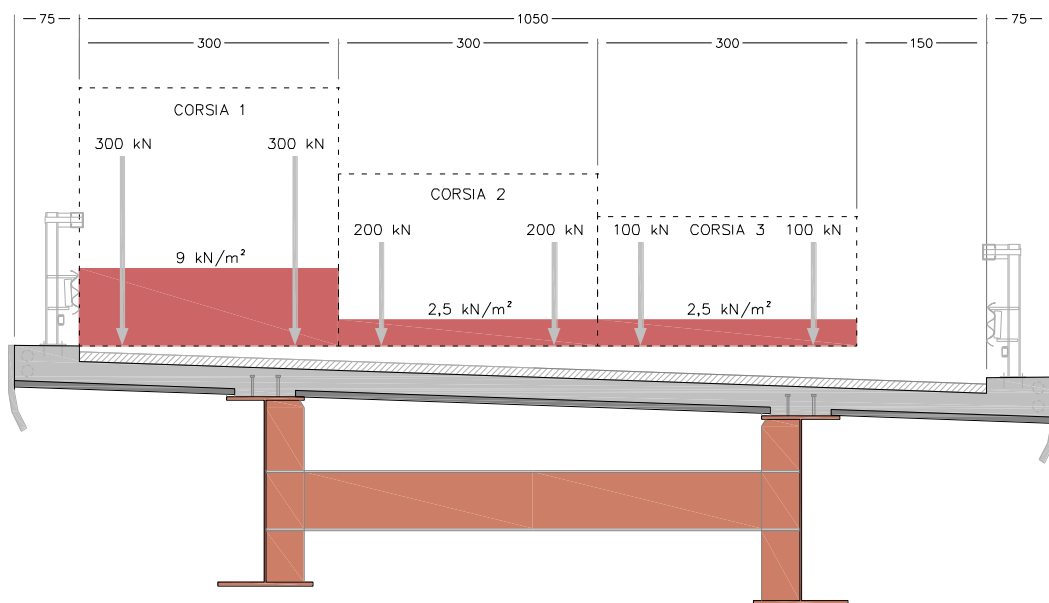 75 1050 75
300 300 300 150
CORSIA 1
300 kN 300 kN
CORSIA 2
200 kN 200 kN 100 kN CORSIA 3 100 kN
9 kN/m²
2,5 kN/m² 2,5 kN/m²